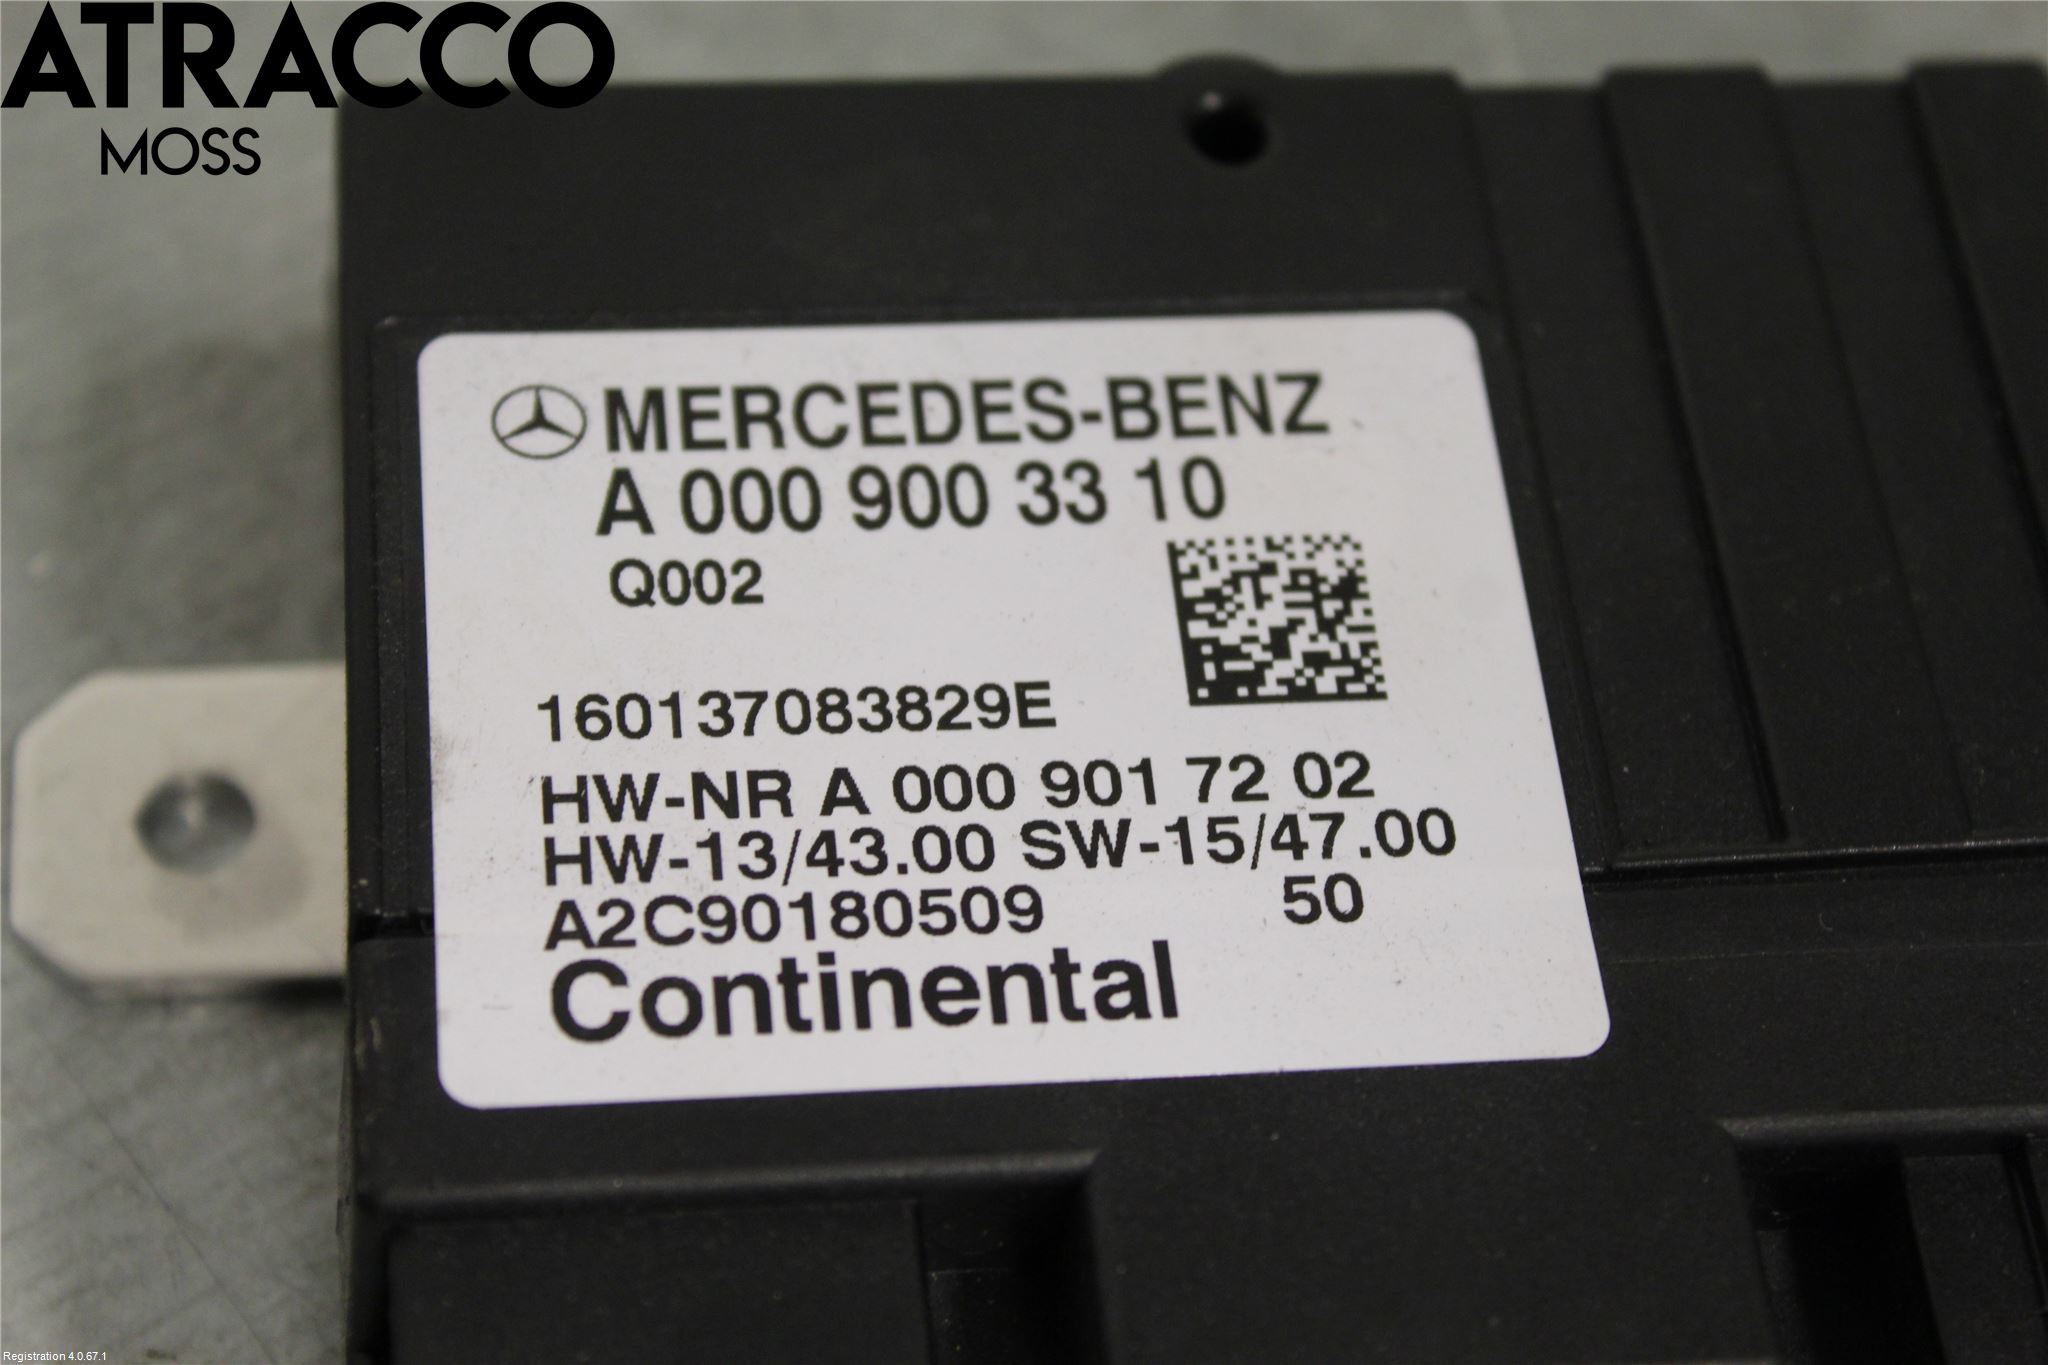 ATRACCO
MOSS
MERCEDES-BENZ
A 000 900 33 10
Q002
160137083829E
HW-NR A 000 901 72 02
HW-13/43.00 SW-15/47.00
A2C90180509 50
Continental
Registration 4.0.67.1